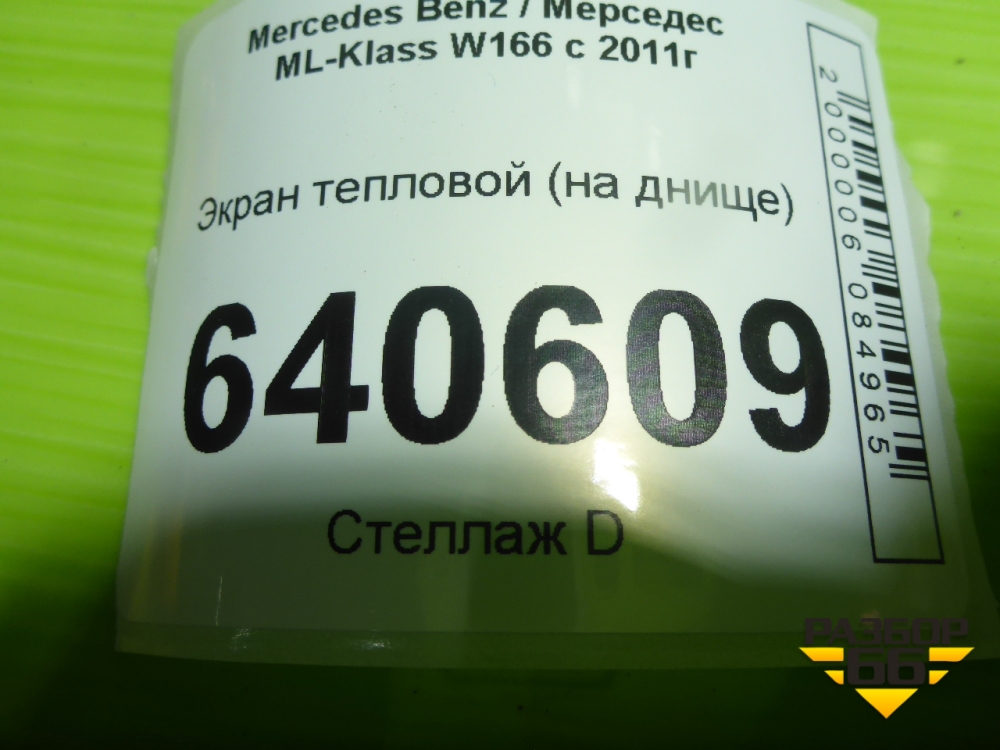 Mercedes Benz / Мерседес
ML-Klass W166 с 2011г
Экран тепловой (на днище)
640609
Стеллаж D
2000006084965
РАЗБОР
66